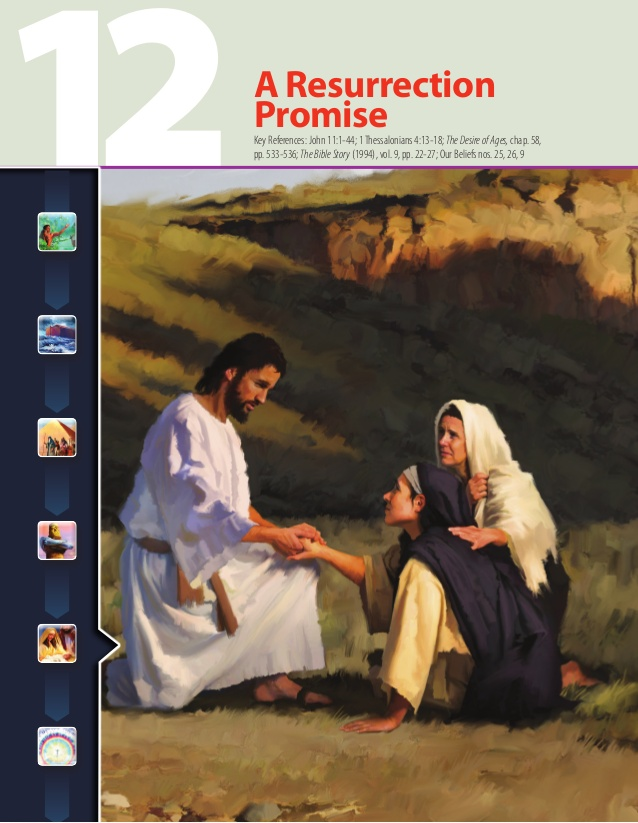 12
A Resurrection
Promise
Key References: John 11:1-44; 1 Thessalonians 4:13-18; The Desire of Ages, chap. 58,
pp. 533-536; The Bible Story (1994), vol. 9, pp. 22-27; Our Beliefs nos. 25, 26, 9